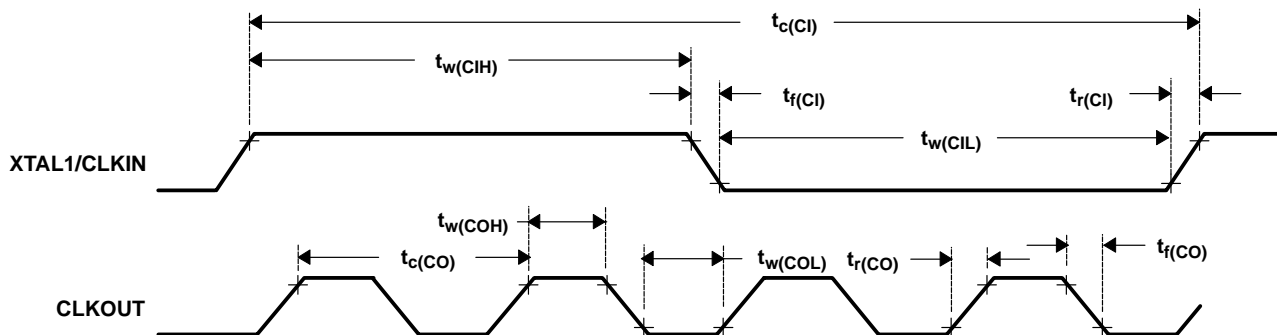 tc(CI)
tw(CIH)
tf(CI)
tr(CI)
tw(CIL)
XTAL1/CLKIN
tw(COH)
tc(CO)
tw(COL)
tr(CO)
tf(CO)
CLKOUT